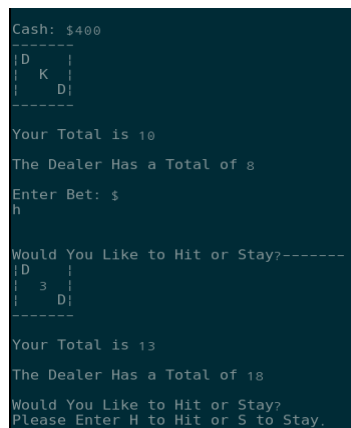 Cash: $400
-------
|D    |
|  K  |
|    D|
-------
Your Total is 10
The Dealer Has a Total of 8
Enter Bet: $
h
Would You Like to Hit or Stay?-------
|D    |
|  3  |
|    D|
-------
Your Total is 13
The Dealer Has a Total of 18
Would You Like to Hit or Stay?
Please Enter H to Hit or S to Stay.